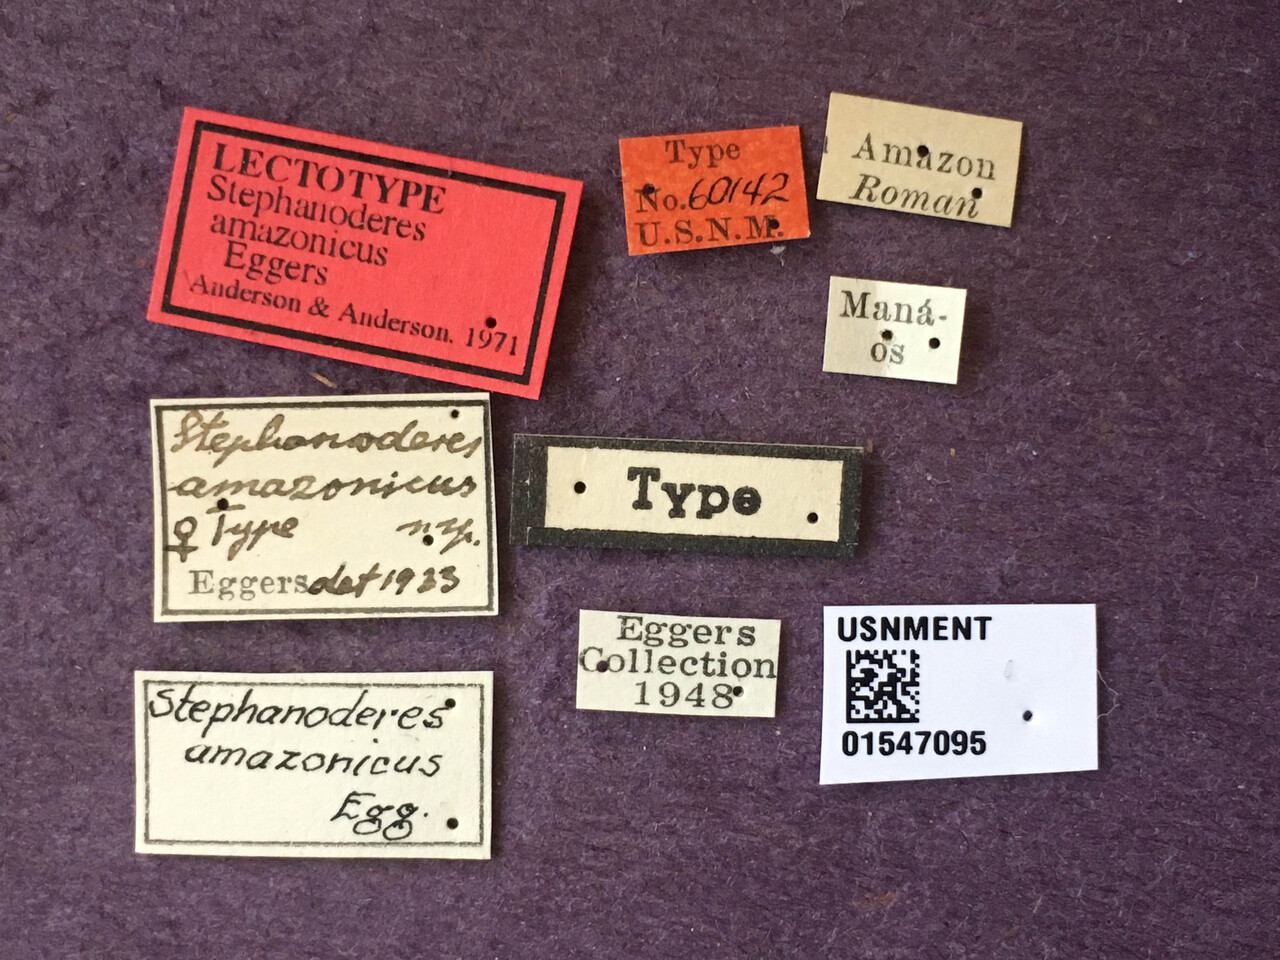 LECTOTYPE
Stephanoderes
amazonicus
Eggers
Anderson & Anderson. 1971
Type
No. 60142
U.S.N.M.
Amazon
Roman
Maná-
os
Stephanoderes
amazonicus
♀ Type n. sp.
Eggers det 1933
Type
Eggers
Collection
1948
USNMENT
01547095
Stephanoderes
amazonicus
Egg.